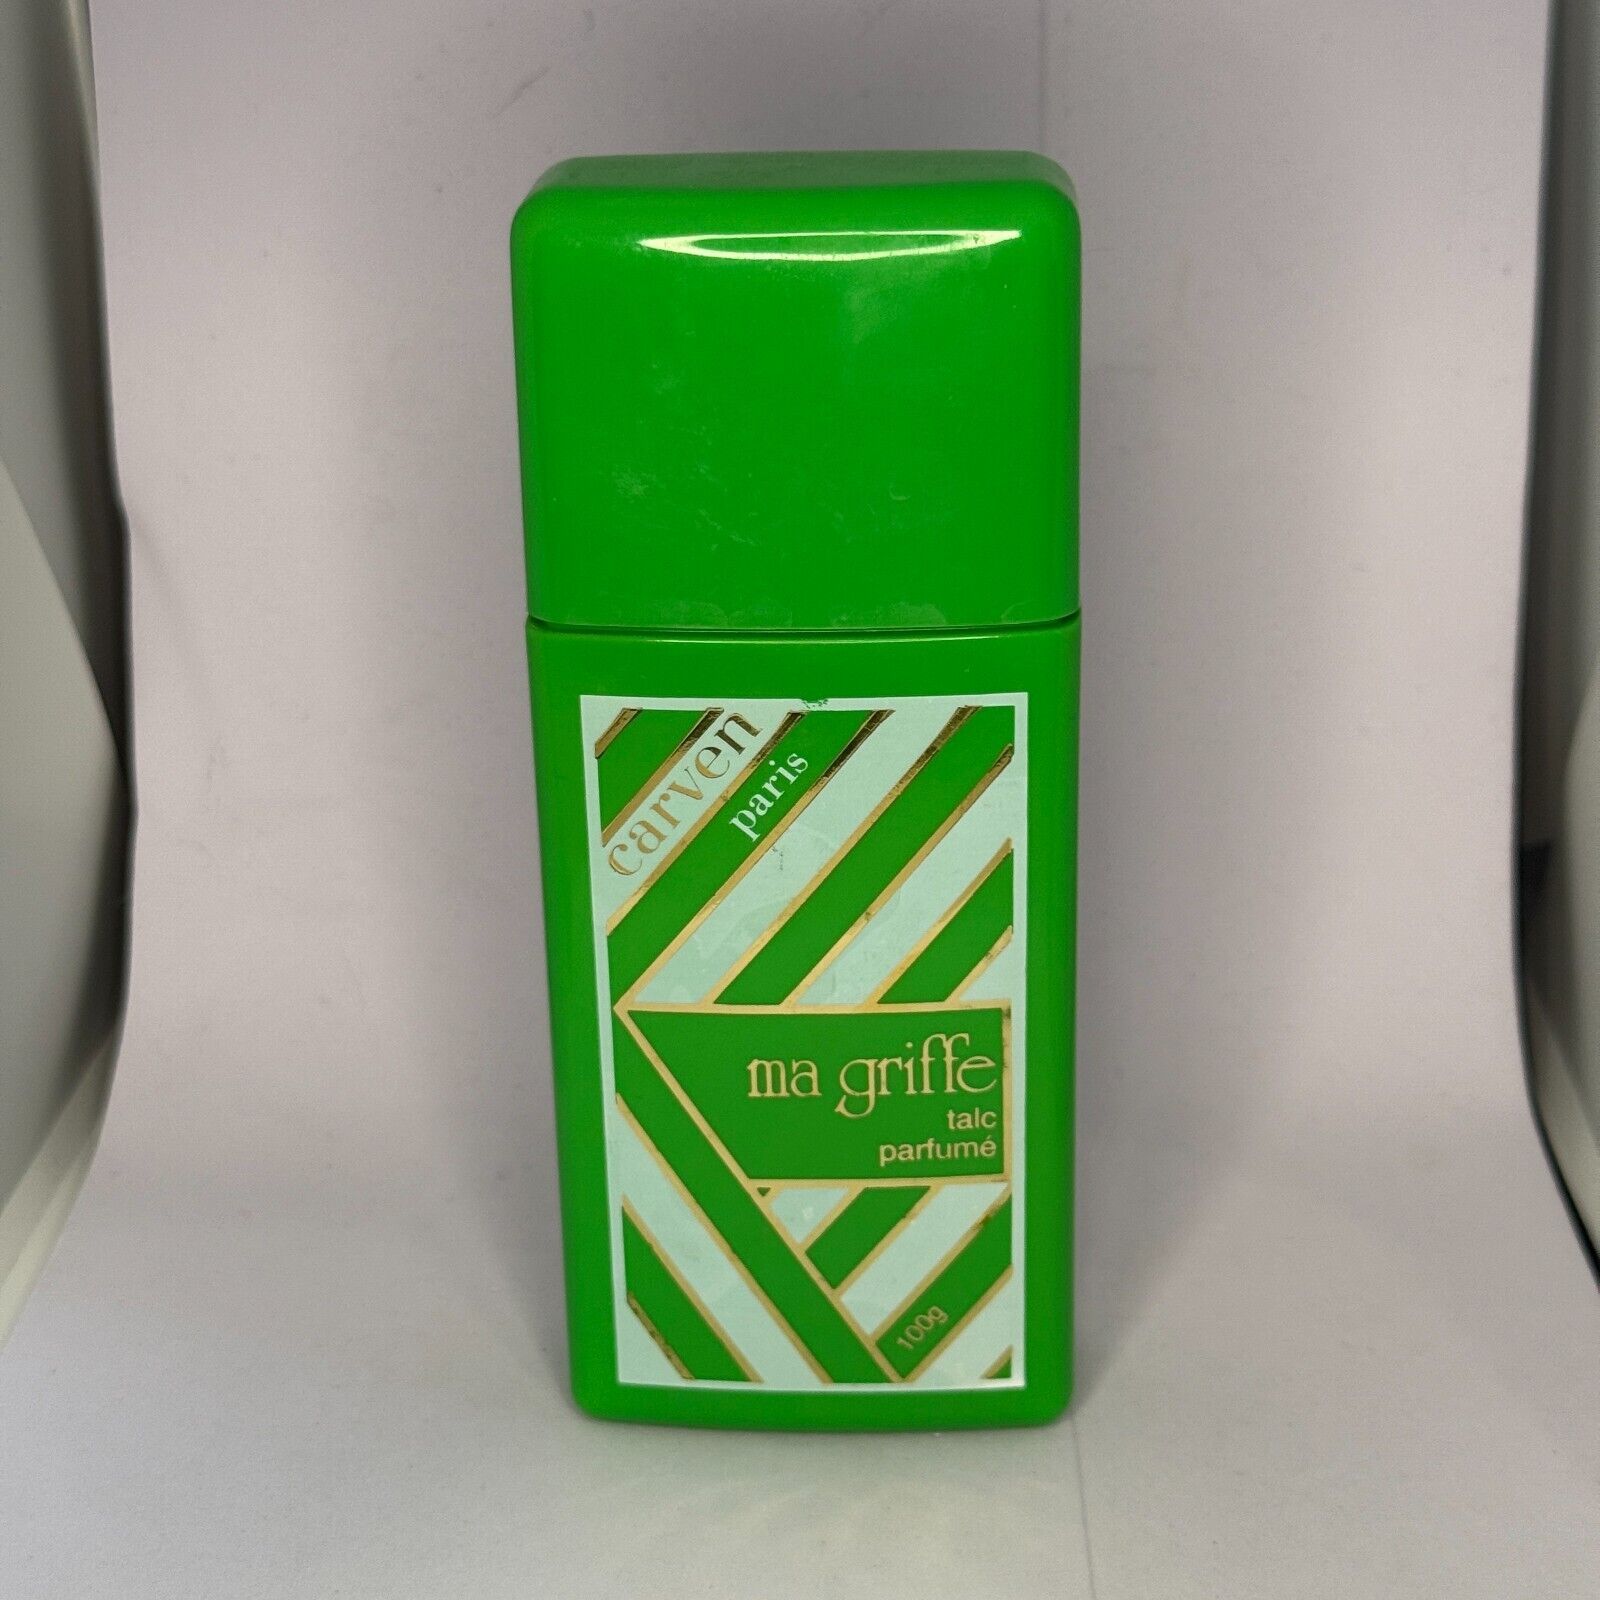 carven
paris
ma griffe
talc
parfumé
100g